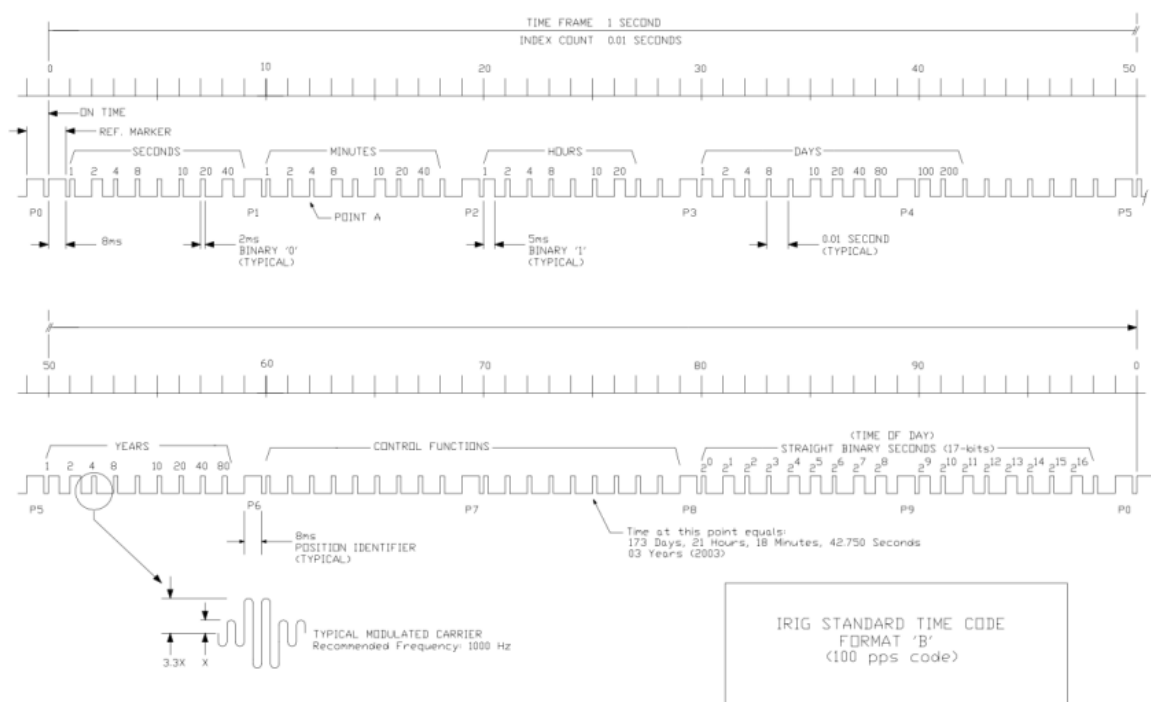 TIME FRAME 1 SECOND
INDEX COUNT 0.01 SECONDS
0 10 20 30 40 50
ON TIME
REF. MARKER
SECONDS MINUTES HOURS DAYS
1 2 4 8 10 20 40 1 2 4 8 10 20 40 1 2 4 8 10 20 1 2 4 8 10 20 40 80 100 200
P0 P1 P2 P3 P4 P5
POINT A
8ms
2ms
BINARY '0'
(TYPICAL)
5ms
BINARY '1'
(TYPICAL)
0.01 SECOND
(TYPICAL)
50 60 70 80 90 0
YEARS CONTROL FUNCTIONS
(TIME OF DAY)
STRAIGHT BINARY SECONDS (17-bits)
1 2 4 8 10 20 40 80 2^0 2^1 2^2 2^3 2^4 2^5 2^6 2^7 2^8 2^9 2^10 2^11 2^12 2^13 2^14 2^15 2^16
P5 P6 P7 P8 P9 P0
8ms
POSITION IDENTIFIER
(TYPICAL)
Time at this point equals:
173 Days, 21 Hours, 18 Minutes, 42.750 Seconds
03 Years (2003)
TYPICAL MODULATED CARRIER
Recommended Frequency: 1000 Hz
3.3X X
IRIG STANDARD TIME CODE
FORMAT 'B'
(100 pps code)